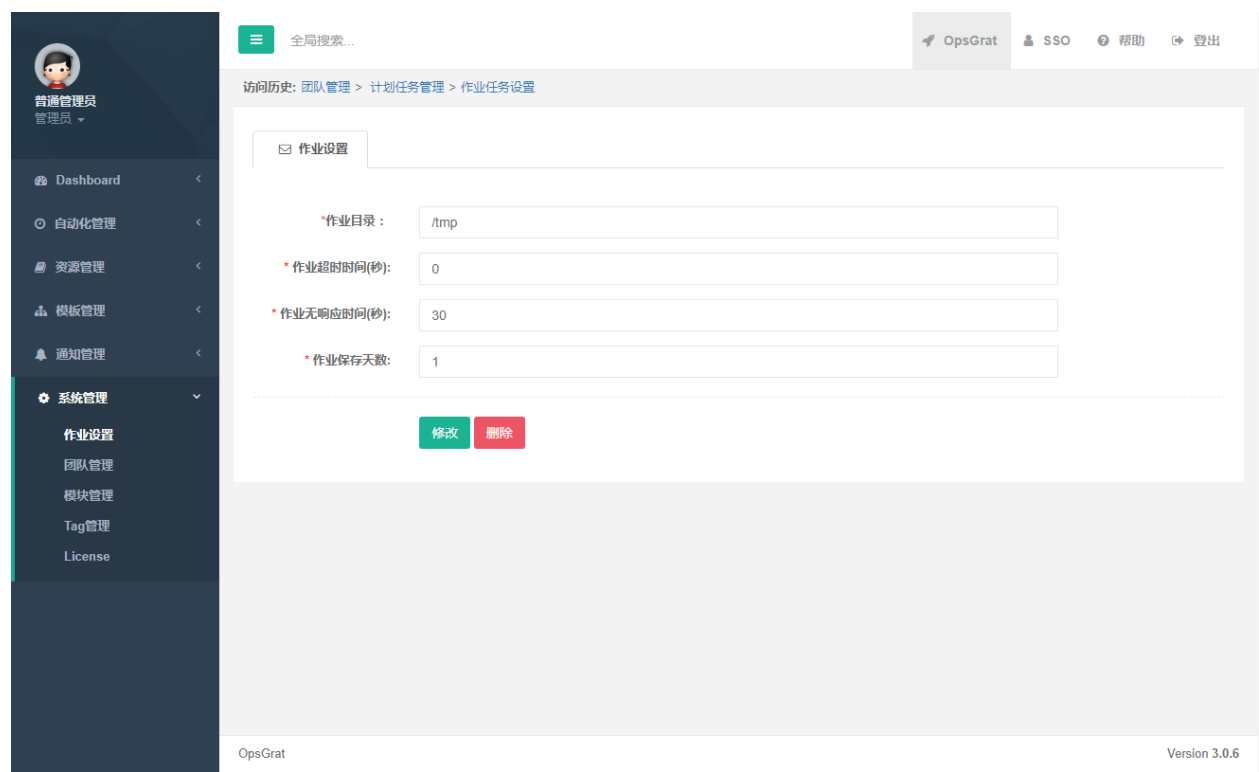 普通管理员
管理员
Dashboard
自动化管理
资源管理
模板管理
通知管理
系统管理
作业设置
团队管理
模块管理
Tag管理
License
全局搜索...
OpsGrat SSO 帮助 登出
访问历史: 团队管理 > 计划任务管理 > 作业任务设置
作业设置
*作业目录 : /tmp
* 作业超时时间(秒): 0
* 作业无响应时间(秒): 30
* 作业保存天数: 1
修改 删除
OpsGrat Version 3.0.6